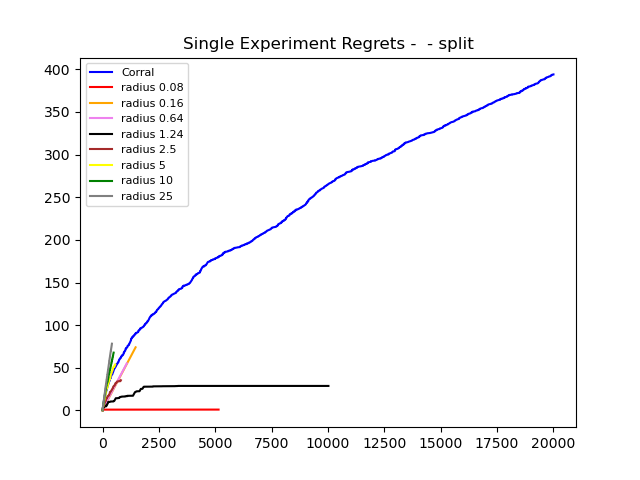 Single Experiment Regrets -  - split
400
350
300
250
200
150
100
50
0
Corral
radius 0.08
radius 0.16
radius 0.64
radius 1.24
radius 2.5
radius 5
radius 10
radius 25
0 2500 5000 7500 10000 12500 15000 17500 20000